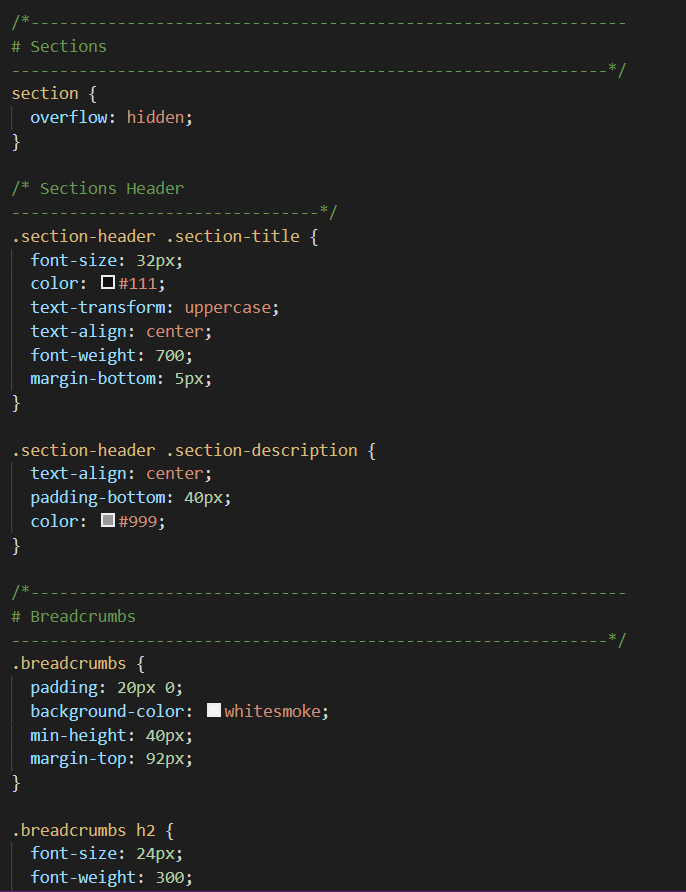 /*--------------------------------------------------------------
# Sections
--------------------------------------------------------------*/
section {
  overflow: hidden;
}

/* Sections Header
--------------------------------*/
.section-header .section-title {
  font-size: 32px;
  color: #111;
  text-transform: uppercase;
  text-align: center;
  font-weight: 700;
  margin-bottom: 5px;
}

.section-header .section-description {
  text-align: center;
  padding-bottom: 40px;
  color: #999;
}

/*--------------------------------------------------------------
# Breadcrumbs
--------------------------------------------------------------*/
.breadcrumbs {
  padding: 20px 0;
  background-color: whitesmoke;
  min-height: 40px;
  margin-top: 92px;
}

.breadcrumbs h2 {
  font-size: 24px;
  font-weight: 300;